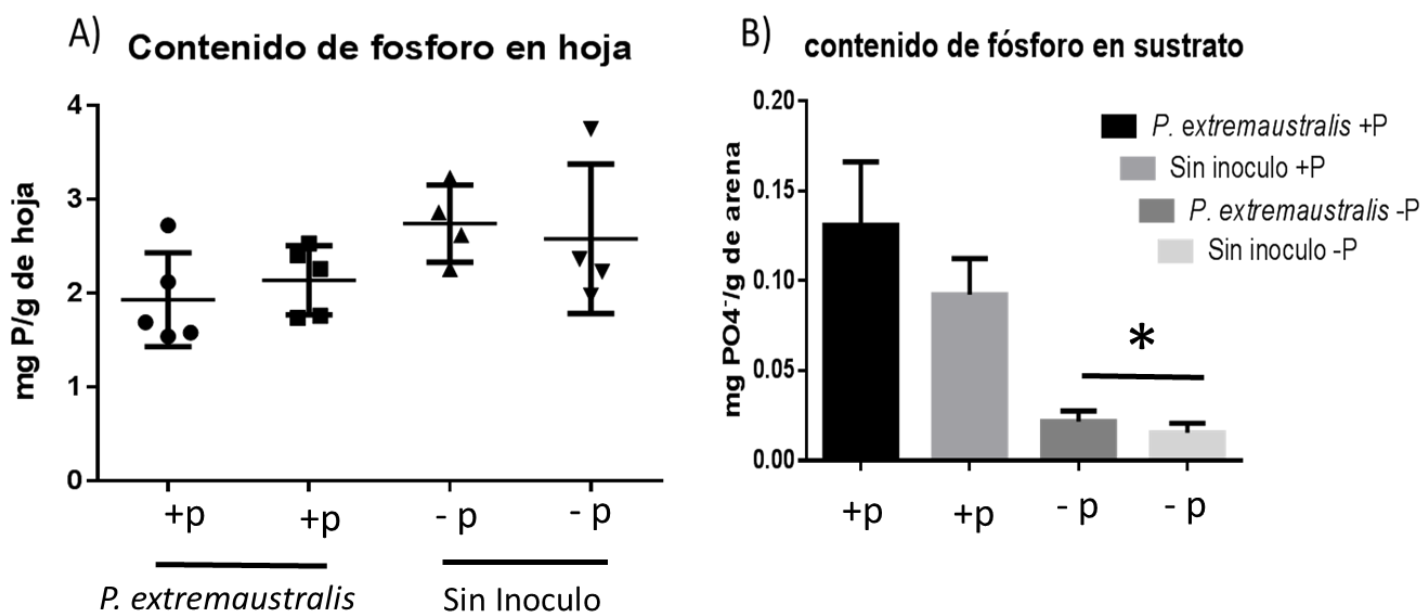 A) Contenido de fosforo en hoja
mg P/g de hoja
4
3
2
1
0
+p +p - p - p
P. extremaustralis Sin Inoculo
B) contenido de fósforo en sustrato
mg PO4⁻/g de arena
0.20
0.15
0.10
0.05
0.00
P. extremaustralis +P
Sin inoculo +P
P. extremaustralis -P
Sin inoculo -P
*
+p +p - p - p